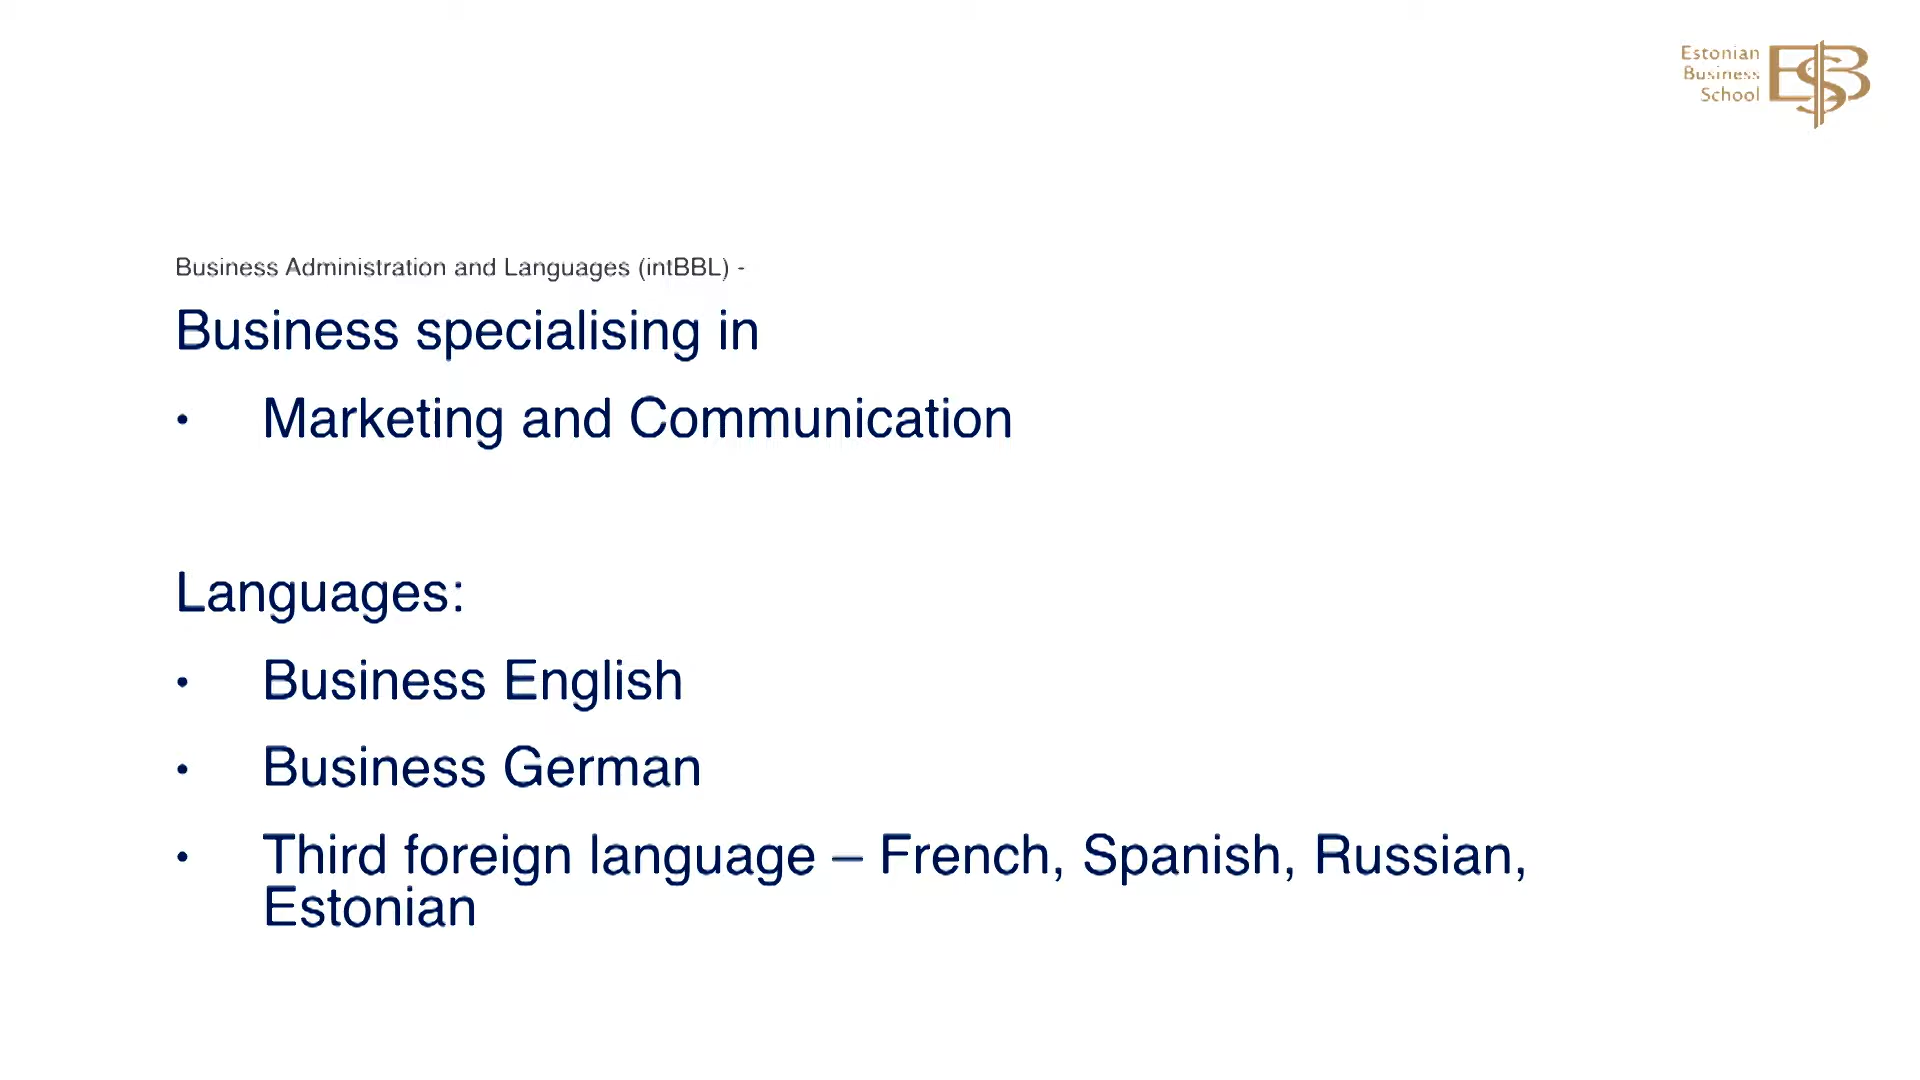 Estonian
Business
School
Business Administration and Languages (intBBL) -
Business specialising in
• Marketing and Communication
Languages:
• Business English
• Business German
• Third foreign language – French, Spanish, Russian,
Estonian